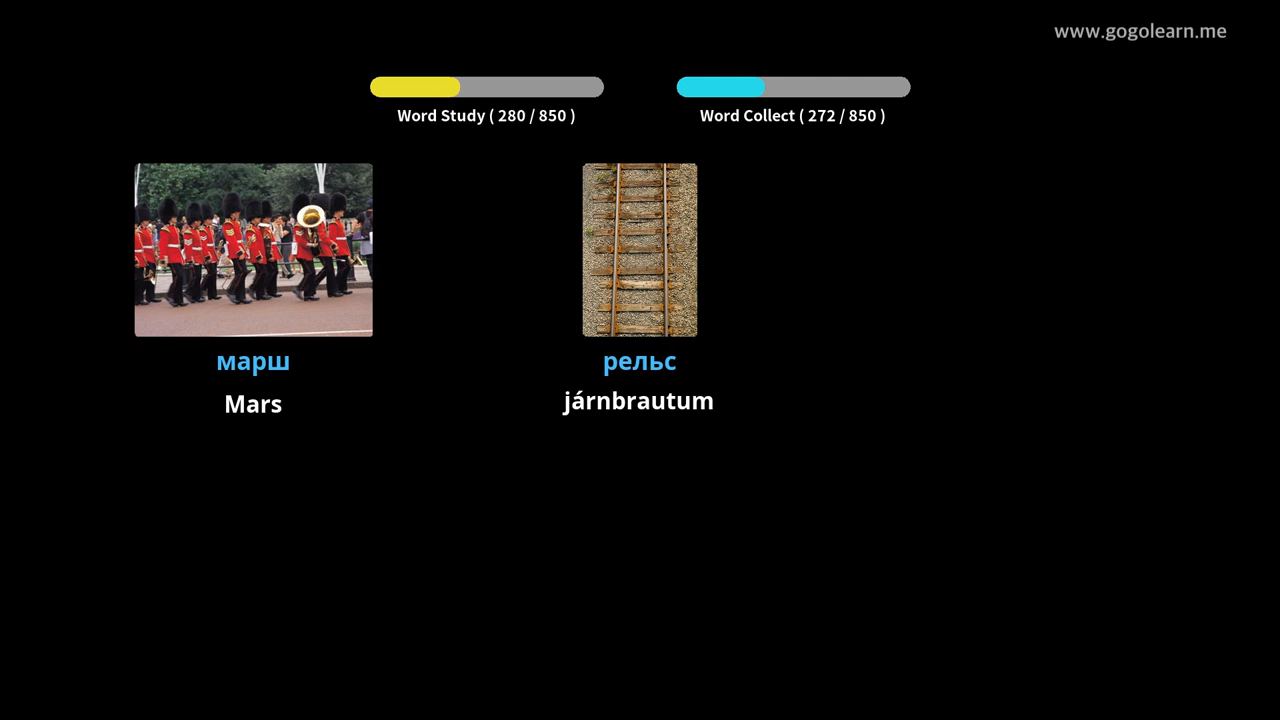 www.gogolearn.me
Word Study ( 280 / 850 )
Word Collect ( 272 / 850 )
марш
Mars
рельс
járnbrautum